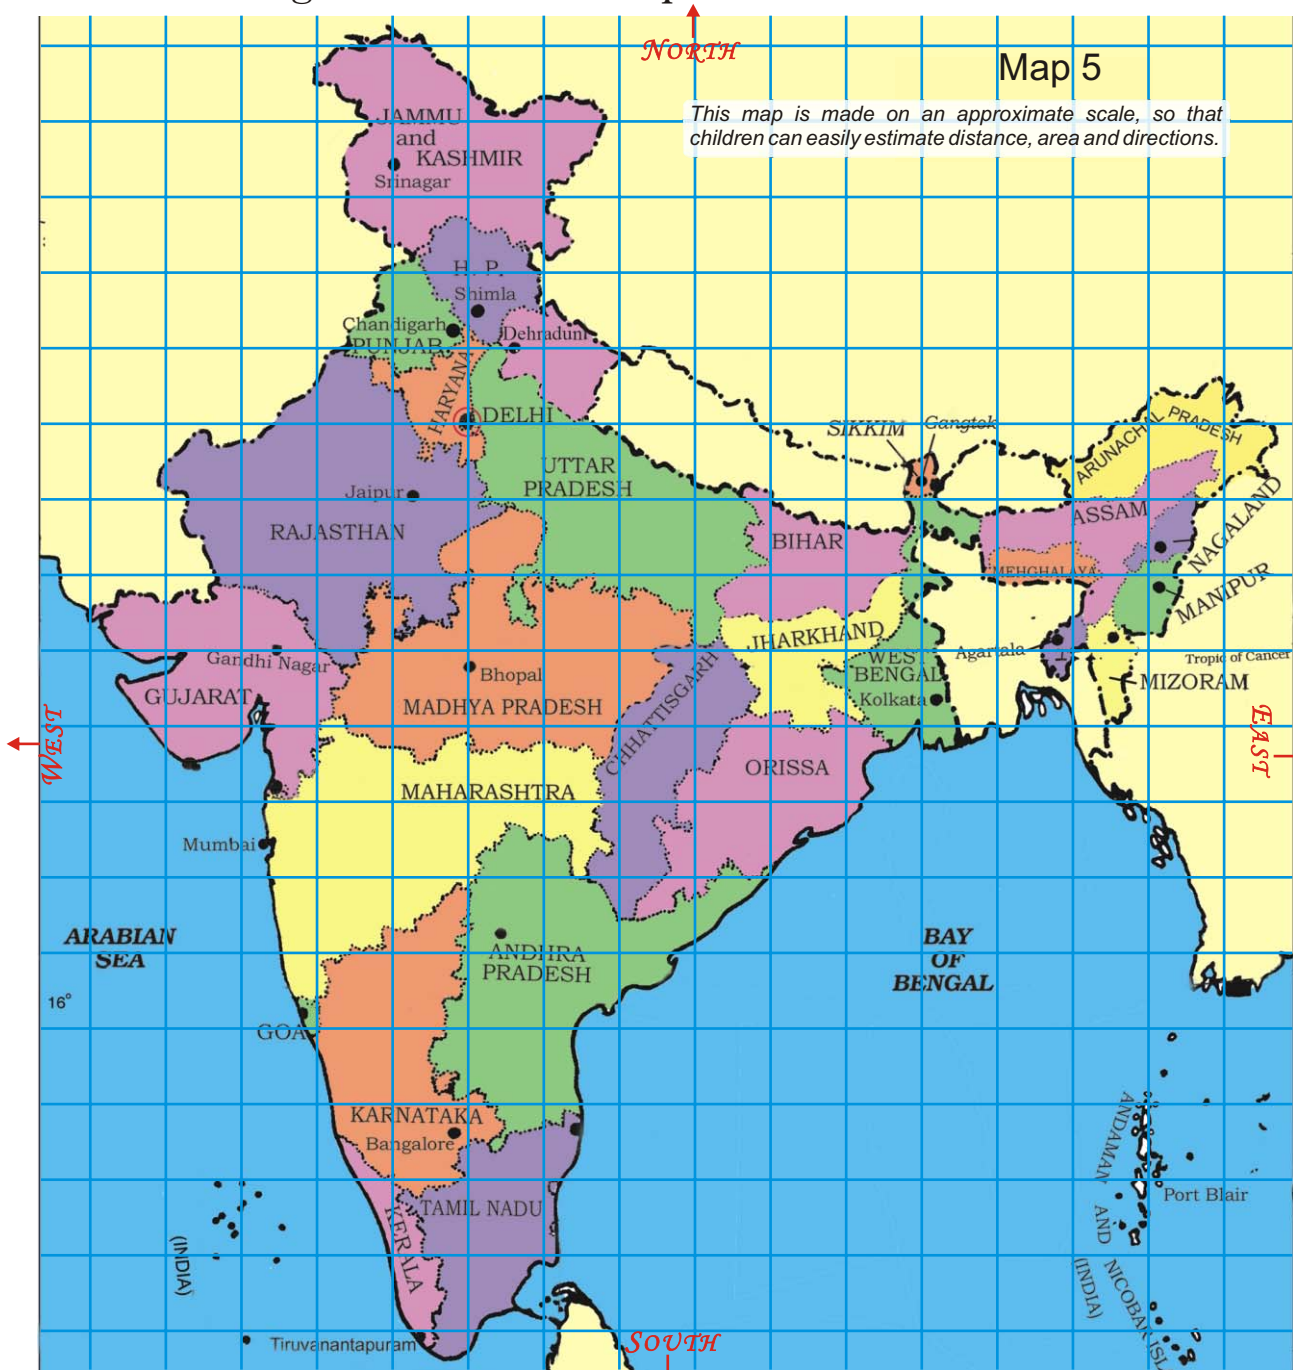 NORTH
Map 5
This map is made on an approximate scale, so that
children can easily estimate distance, area and directions.
JAMMU
and
KASHMIR
Srinagar
H. P.
Shimla
Chandigarh
PUNJAB
Dehradun
HARYANA
DELHI
SIKKIM
Gangtok
ARUNACHAL PRADESH
UTTAR
PRADESH
Jaipur
RAJASTHAN
BIHAR
ASSAM
NAGALAND
MEHGHALAYA
MANIPUR
JHARKHAND
Gandhi Nagar
Bhopal
WEST
BENGAL
Agartala
Tropic of Cancer
GUJARAT
MADHYA PRADESH
CHHATTISGARH
Kolkata
MIZORAM
WEST
EAST
ORISSA
MAHARASHTRA
Mumbai
ARABIAN
SEA
ANDHRA
PRADESH
BAY
OF
BENGAL
16°
GOA
KARNATAKA
Bangalore
ANDAMAN AND NICOBAR ISL
(INDIA)
Port Blair
TAMIL NADU
KERALA
(INDIA)
Tiruvanantapuram
SOUTH